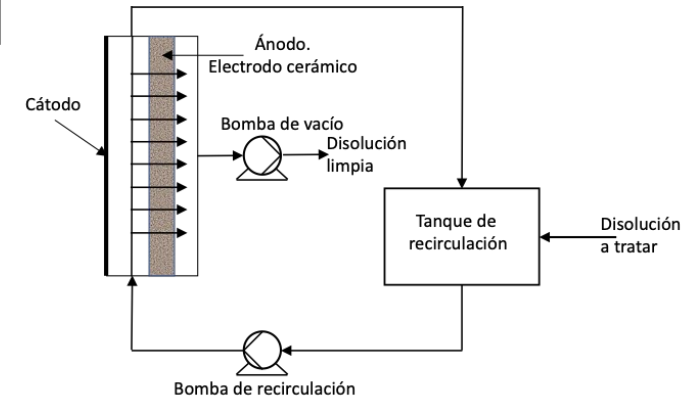 Ánodo.
Electrodo cerámico
Cátodo
Bomba de vacío
Disolución
limpia
Tanque de
recirculación
Disolución
a tratar
Bomba de recirculación